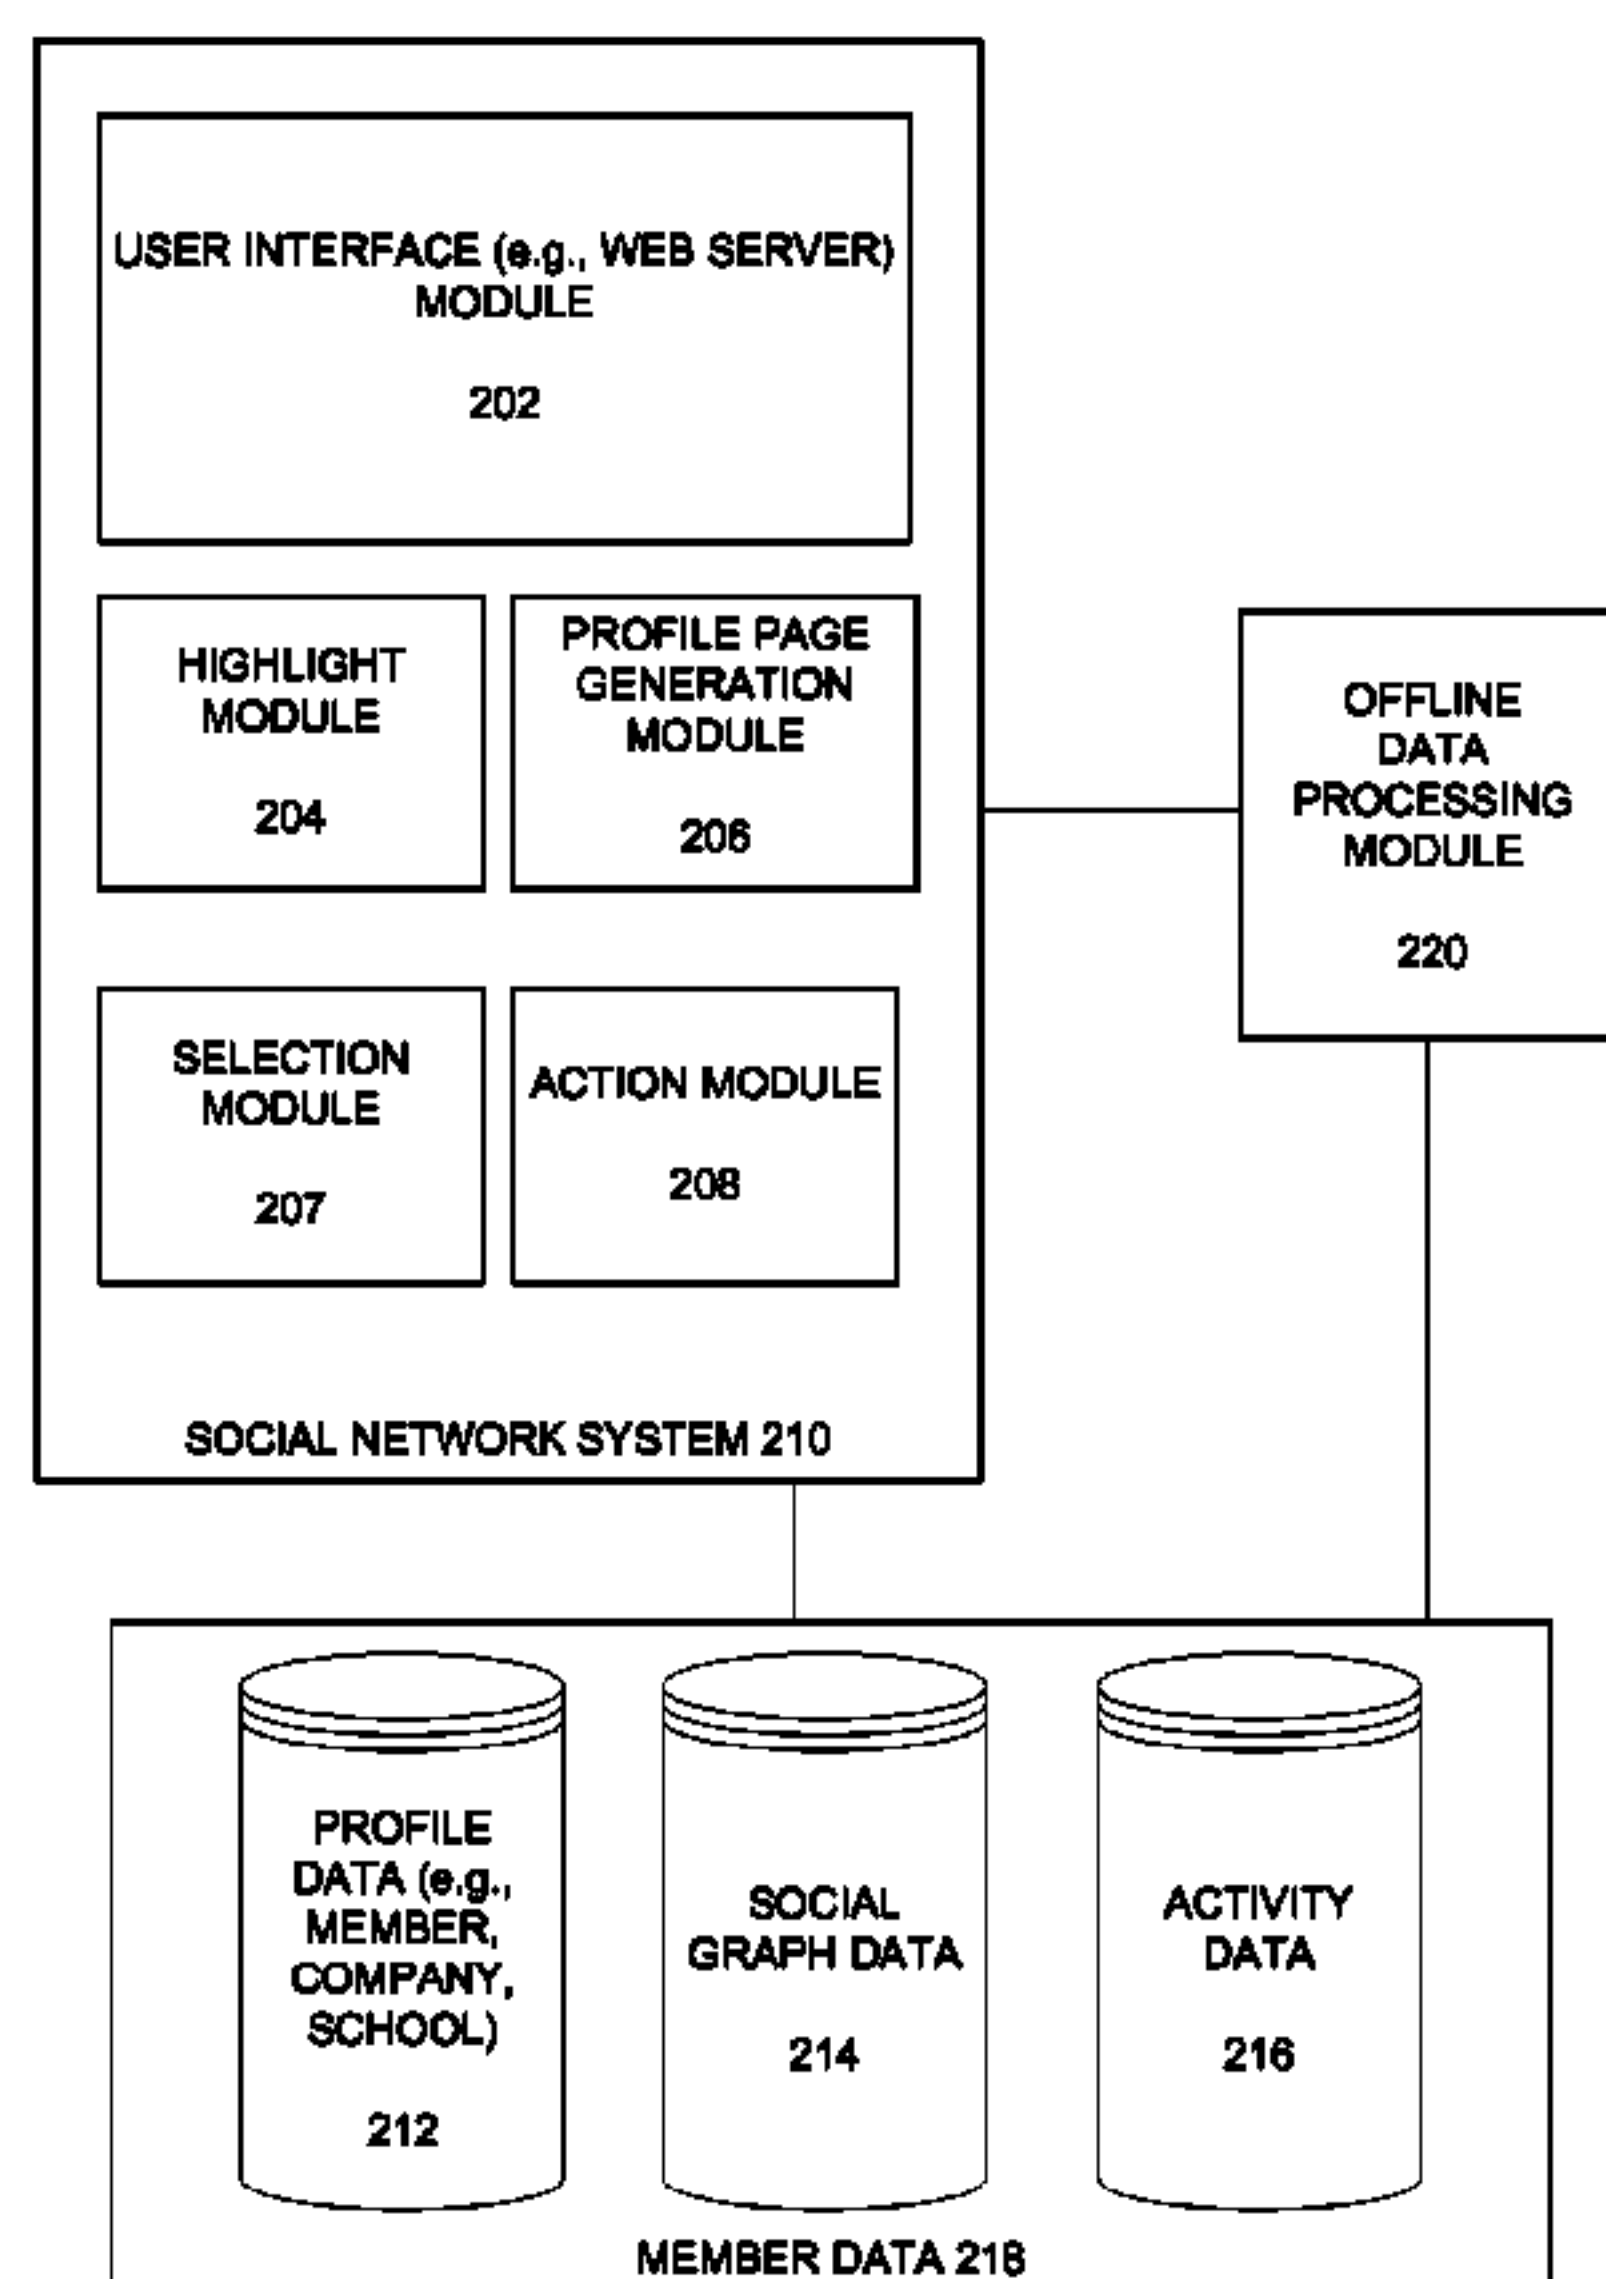 USER INTERFACE (e.g., WEB SERVER)
MODULE
202
HIGHLIGHT
MODULE
204
PROFILE PAGE
GENERATION
MODULE
206
OFFLINE
DATA
PROCESSING
MODULE
220
SELECTION
MODULE
207
ACTION MODULE
208
SOCIAL NETWORK SYSTEM 210
PROFILE
DATA (e.g.,
MEMBER,
COMPANY,
SCHOOL)
212
SOCIAL
GRAPH DATA
214
ACTIVITY
DATA
216
MEMBER DATA 218